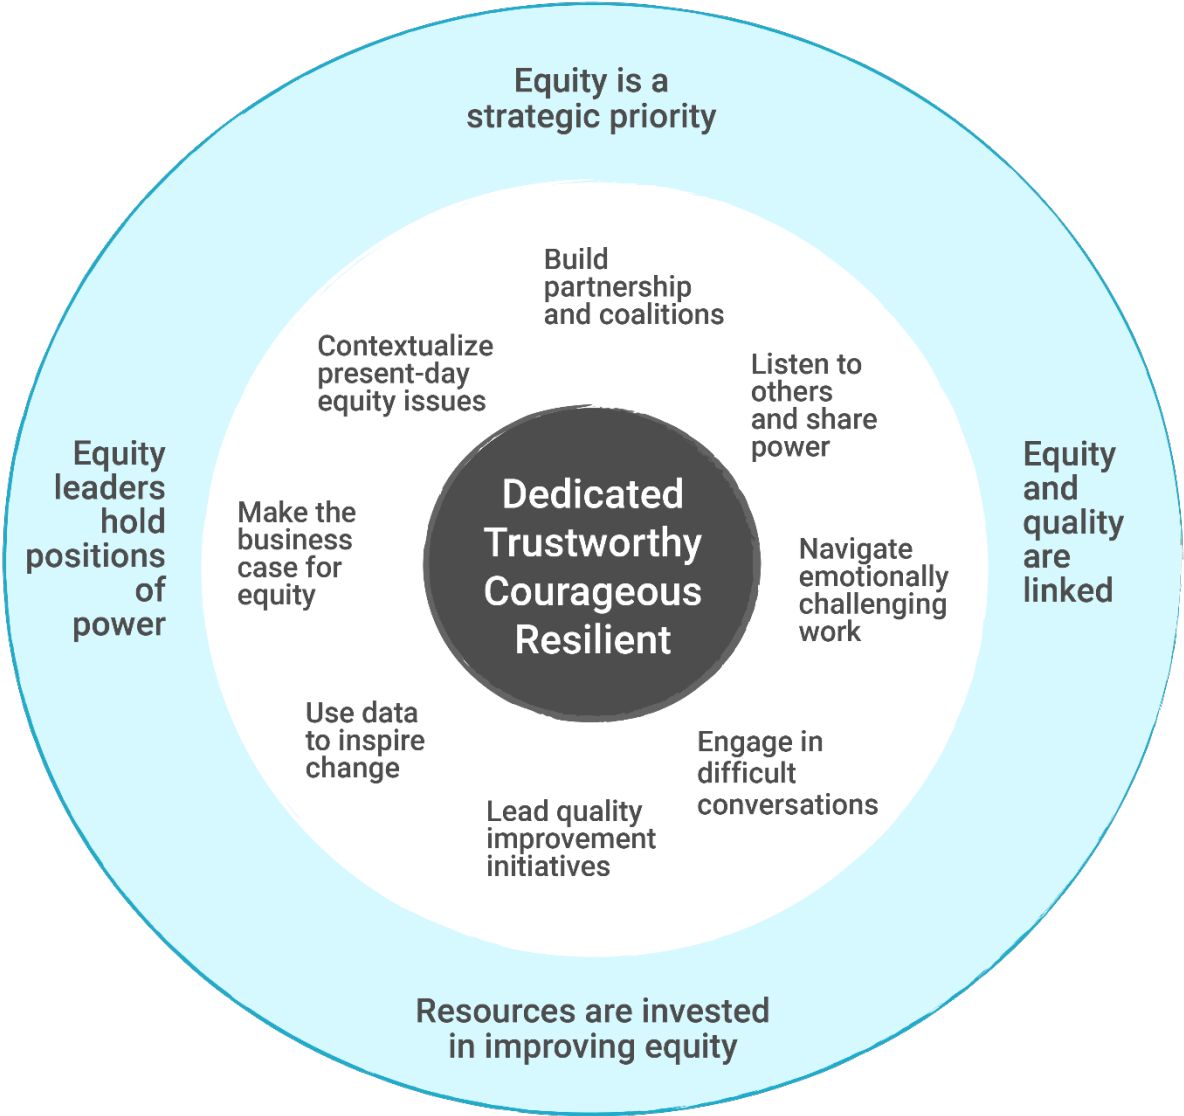 Equity is a
strategic priority
Build
partnership
and coalitions
Contextualize
present-day
equity issues
Listen to
others
and share
power
Equity
leaders
hold
positions
of
power
Make the
business
case for
equity
Dedicated
Trustworthy
Courageous
Resilient
Navigate
emotionally
challenging
work
Equity
and
quality
are
linked
Use data
to inspire
change
Engage in
difficult
conversations
Lead quality
improvement
initiatives
Resources are invested
in improving equity